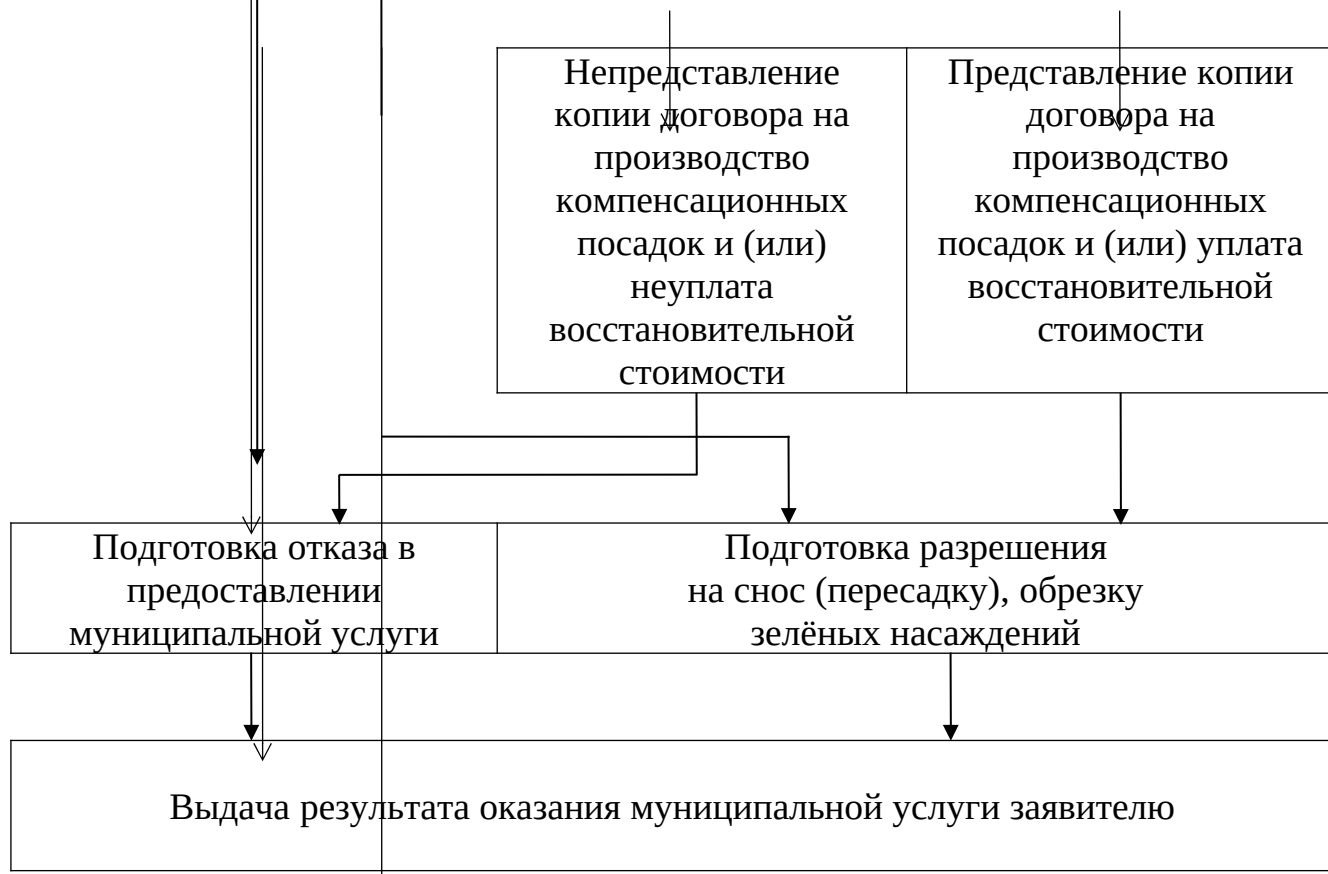 Непредставление
копии договора на
производство
компенсационных
посадок и (или)
неуплата
восстановительной
стоимости
Представление копии
договора на
производство
компенсационных
посадок и (или) уплата
восстановительной
стоимости
Подготовка отказа в
предоставлении
муниципальной услуги
Подготовка разрешения
на снос (пересадку), обрезку
зелёных насаждений
Выдача результата оказания муниципальной услуги заявителю